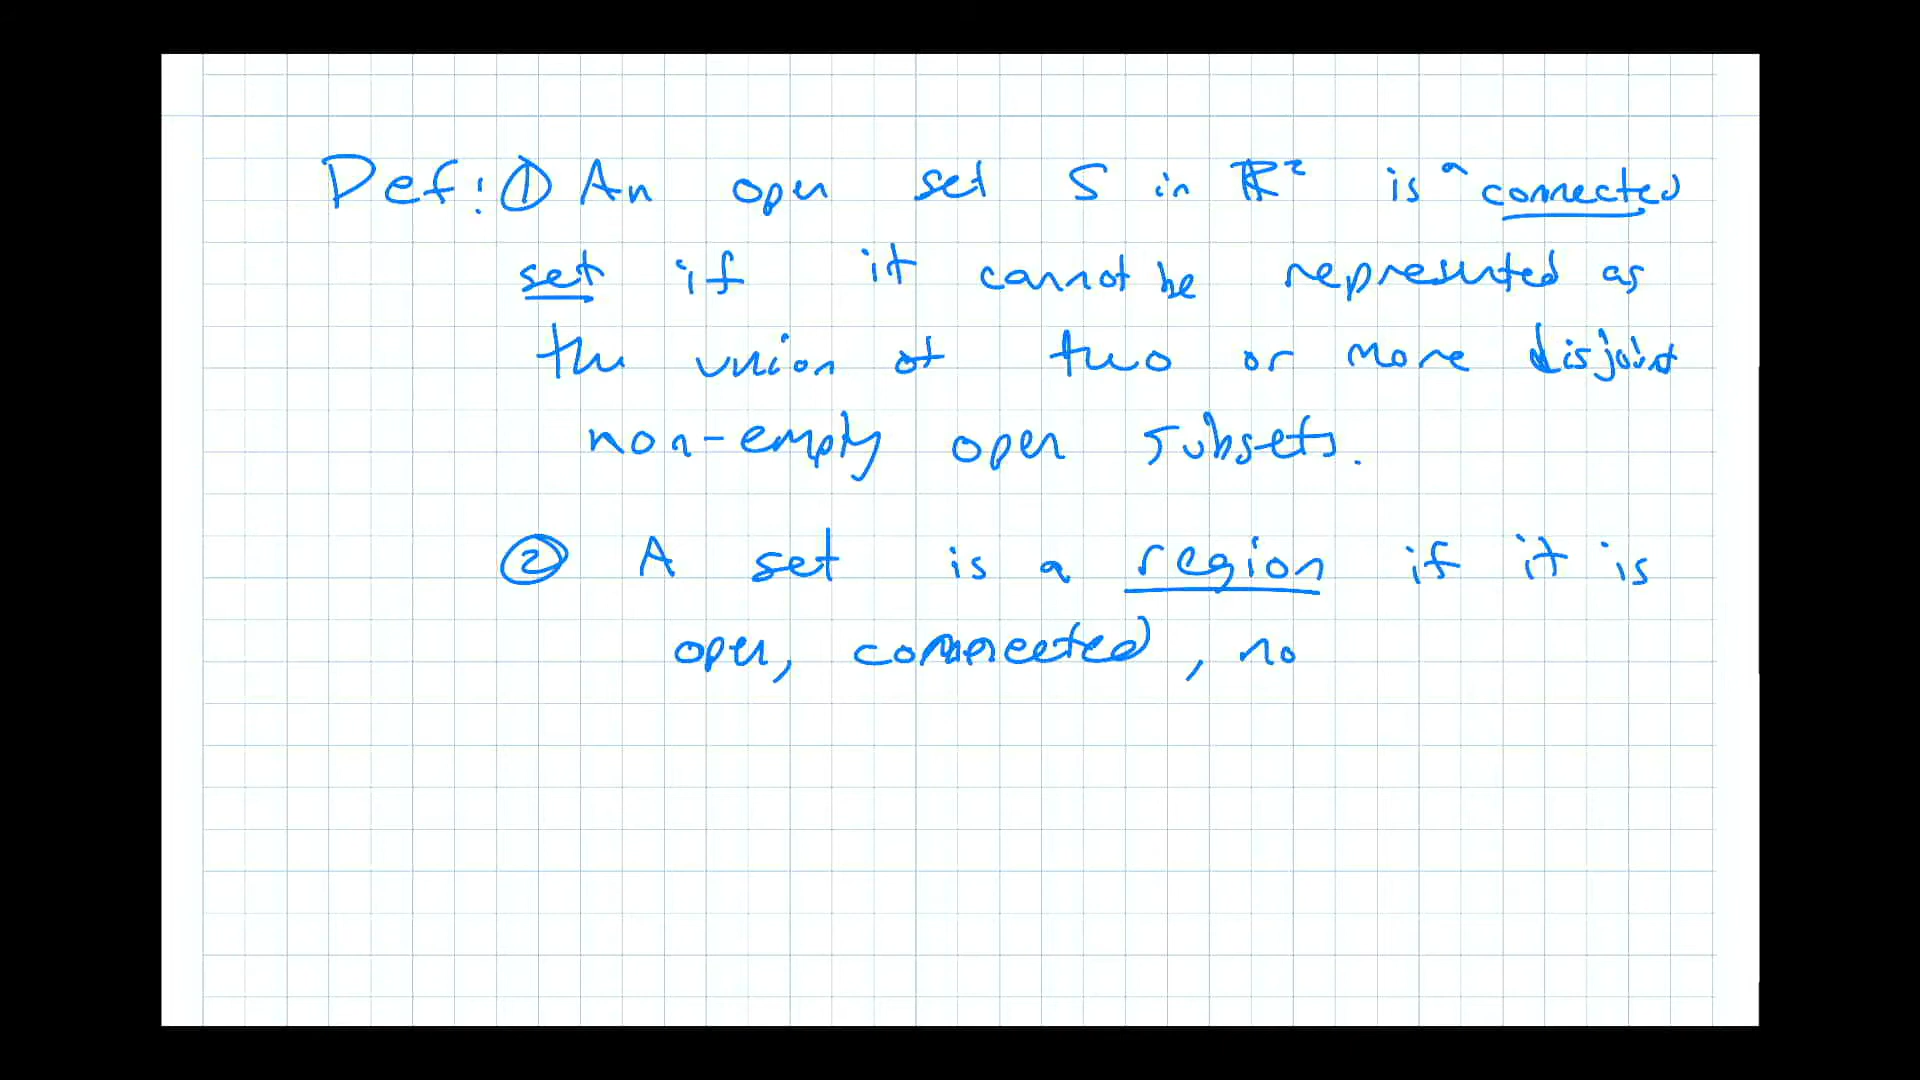 Def: ① An open set S in ℝ² is a connected
set if it cannot be represented as
the union of two or more disjoint
non-empty open subsets.
② A set is a region if it is
open, connected, no